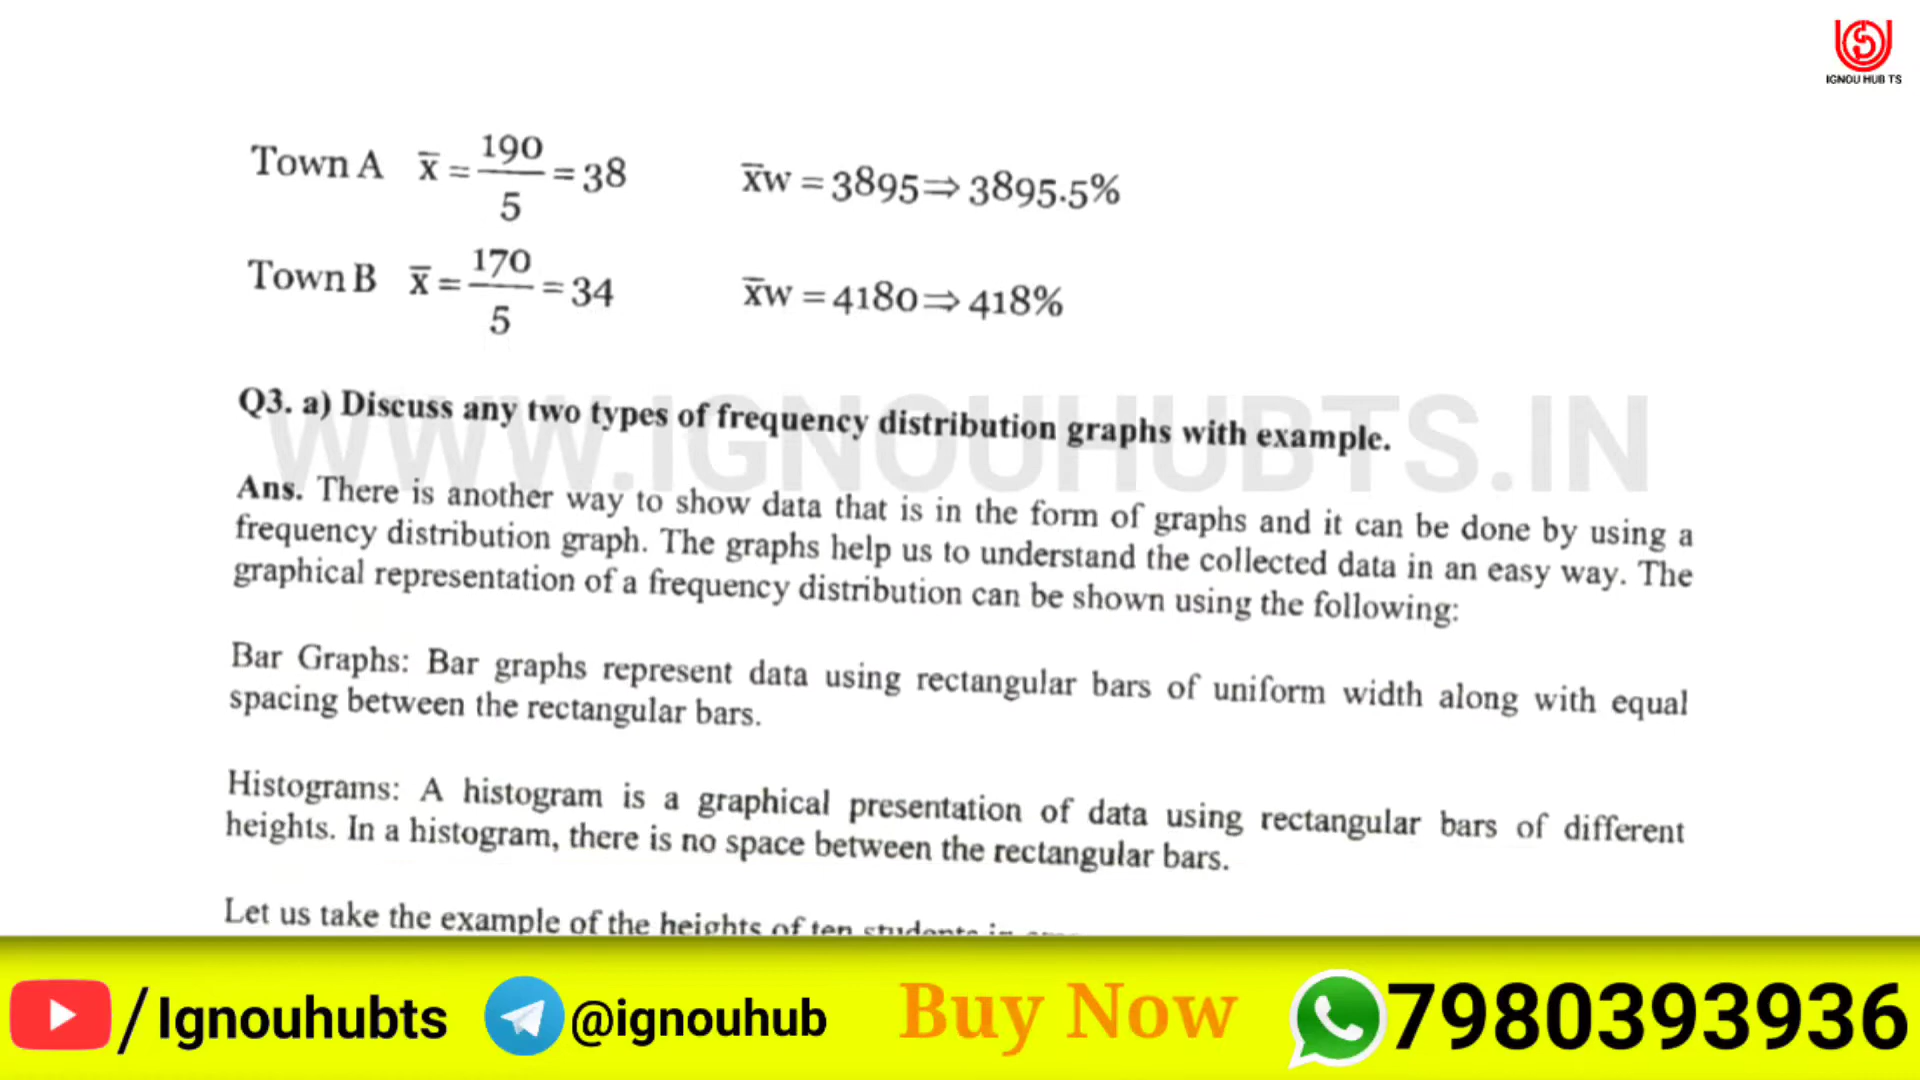 IGNOU HUB TS
Town A x̄ = 190/5 = 38 x̄w = 3895⇒3895.5%
Town B x̄ = 170/5 = 34 x̄w = 4180⇒418%
WWW.IGNOUHUBTS.IN
Q3. a) Discuss any two types of frequency distribution graphs with example.
Ans. There is another way to show data that is in the form of graphs and it can be done by using a
frequency distribution graph. The graphs help us to understand the collected data in an easy way. The
graphical representation of a frequency distribution can be shown using the following:
Bar Graphs: Bar graphs represent data using rectangular bars of uniform width along with equal
spacing between the rectangular bars.
Histograms: A histogram is a graphical presentation of data using rectangular bars of different
heights. In a histogram, there is no space between the rectangular bars.
Let us take the example of the heights of ten students in
/Ignouhubts @ignouhub Buy Now 7980393936